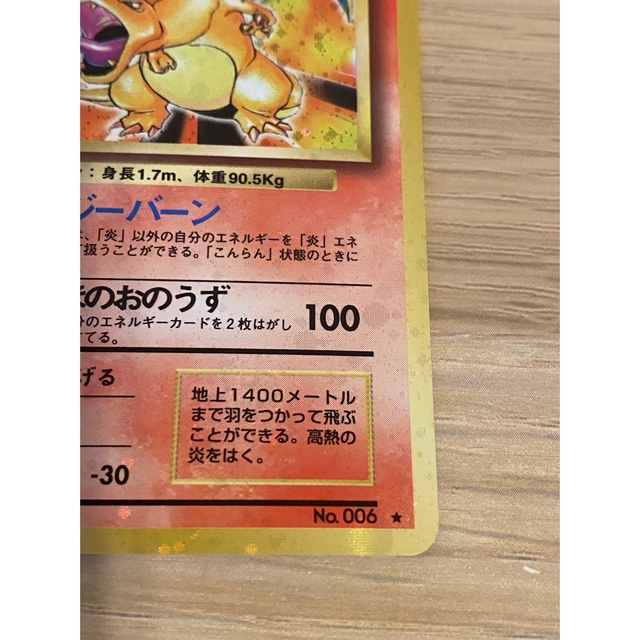 ：身長1.7m、体重90.5Kg
ジーバーン
、「炎」以外の自分のエネルギーを「炎」エネ
扱うことができる。「こんらん」状態のときに
のおのうず 100
のエネルギーカードを２枚はがし
てる。
げる
地上1400メートル
まで羽をつかって飛ぶ
ことができる。高熱の
炎をはく。
-30
No. 006 ★